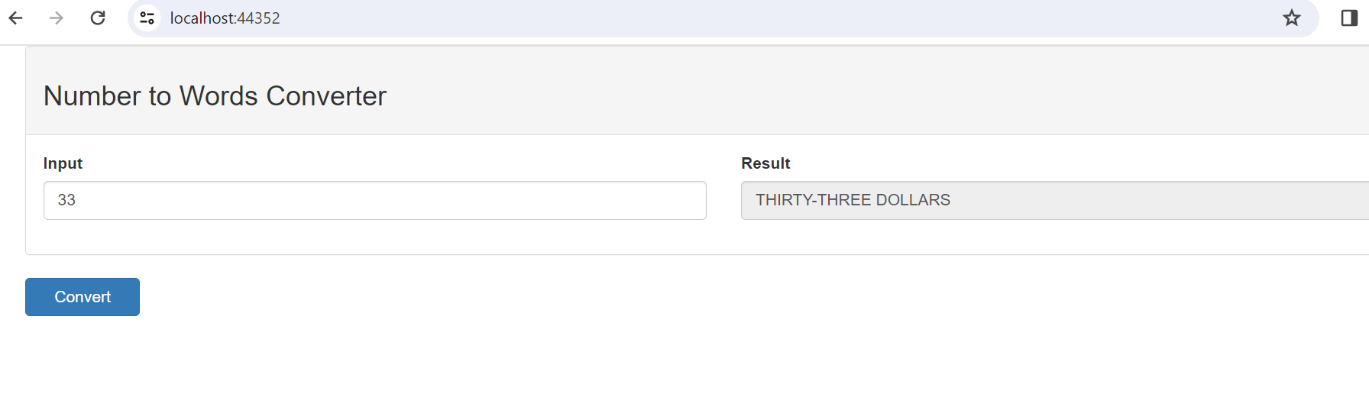 localhost:44352
Number to Words Converter
Input
Result
33
THIRTY-THREE DOLLARS
Convert